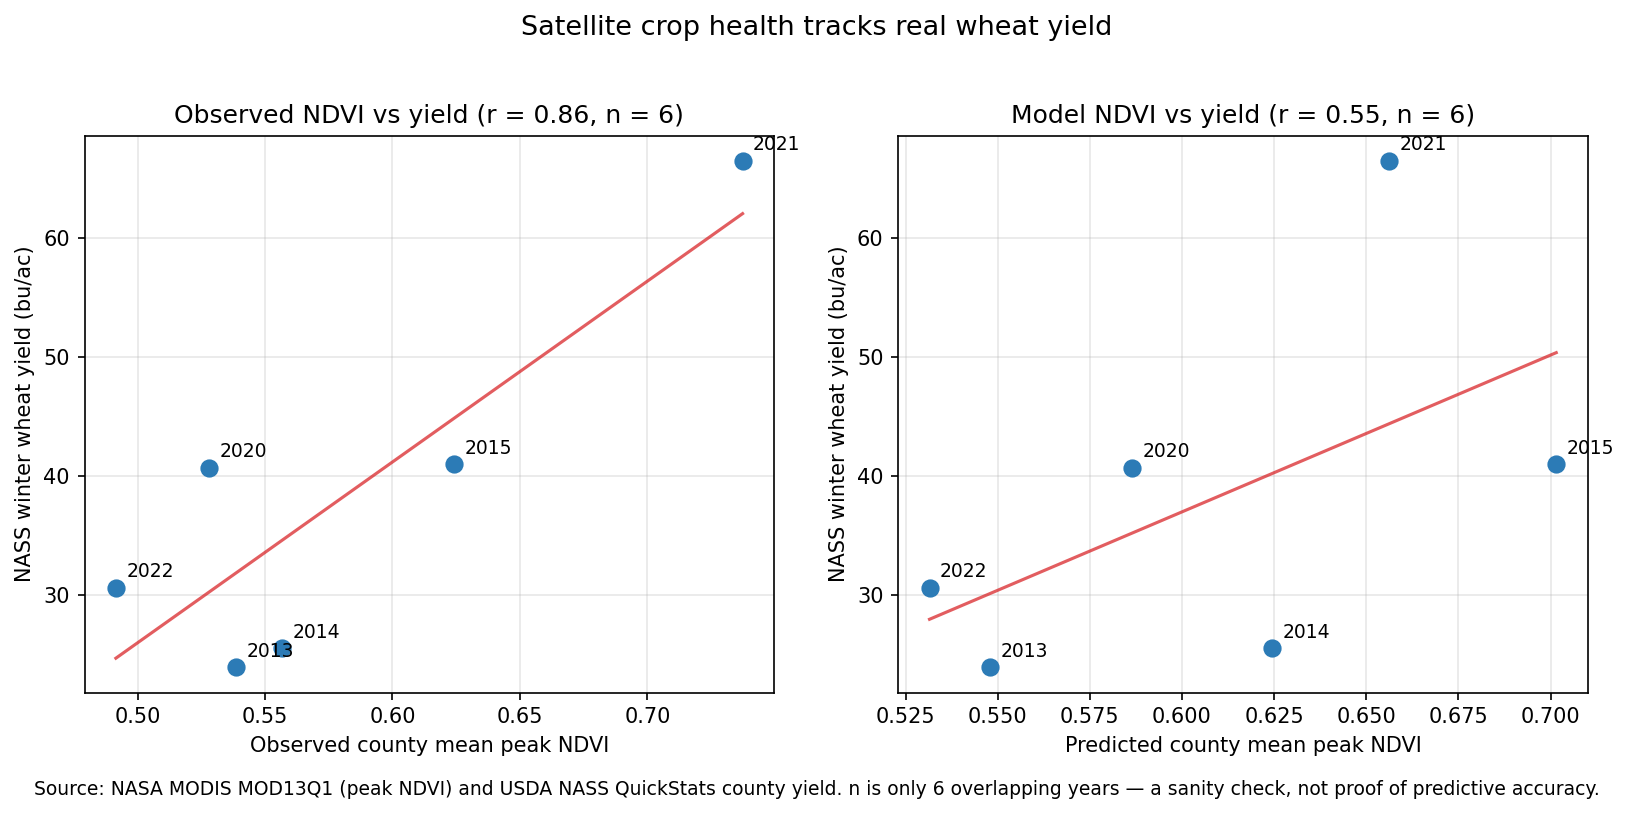 Satellite crop health tracks real wheat yield
Observed NDVI vs yield (r = 0.86, n = 6)
NASS winter wheat yield (bu/ac)
60
50
40
30
2021
2020
2015
2022
2014
2013
0.50 0.55 0.60 0.65 0.70
Observed county mean peak NDVI
Model NDVI vs yield (r = 0.55, n = 6)
NASS winter wheat yield (bu/ac)
60
50
40
30
2021
2020
2015
2022
2014
2013
0.525 0.550 0.575 0.600 0.625 0.650 0.675 0.700
Predicted county mean peak NDVI
Source: NASA MODIS MOD13Q1 (peak NDVI) and USDA NASS QuickStats county yield. n is only 6 overlapping years — a sanity check, not proof of predictive accuracy.